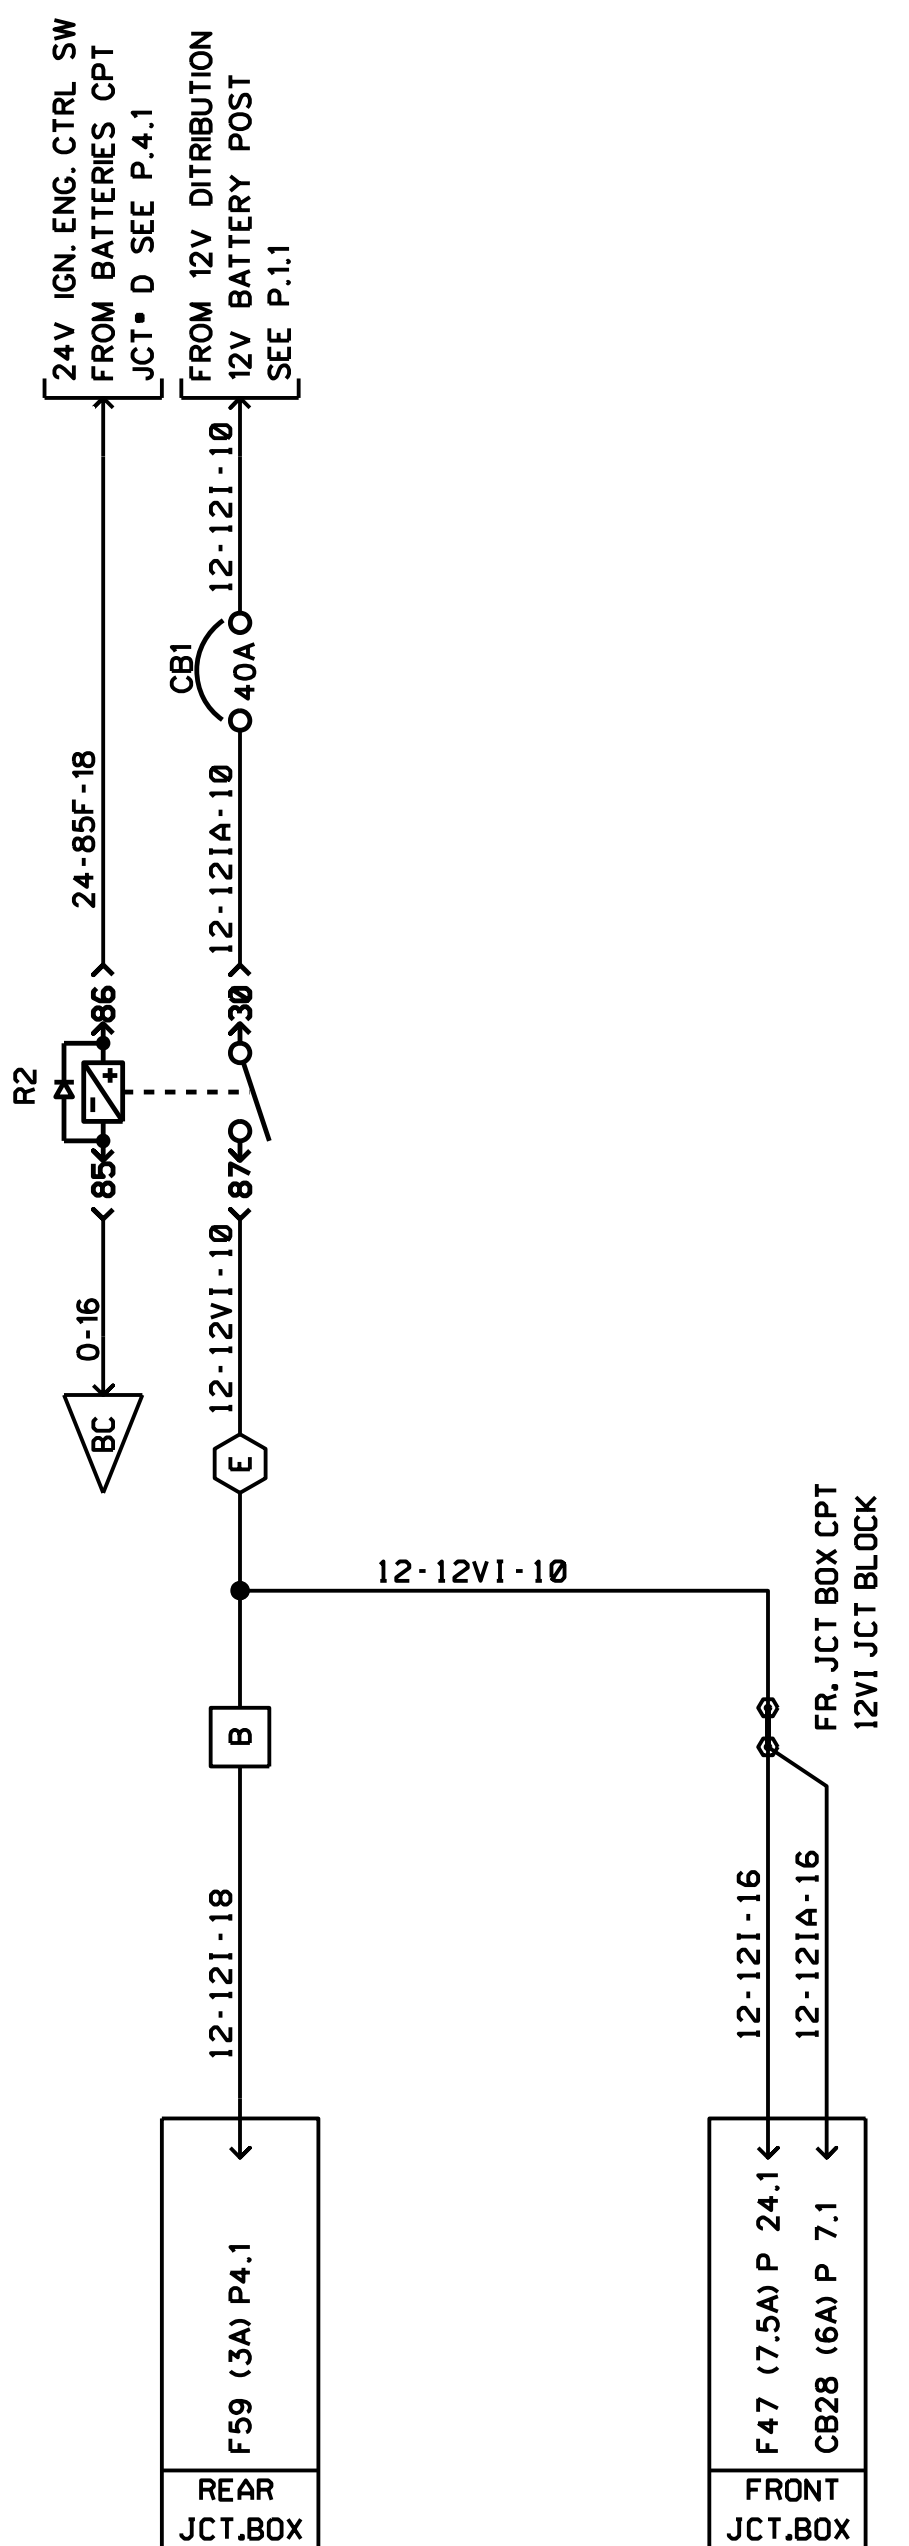 24V IGN. ENG. CTRL SW
FROM BATTERIES CPT
JCT• D SEE P.4.1
FROM 12V DITRIBUTION
12V BATTERY POST
SEE P.1.1
12-12I-10
CB1
40A
24-85F-18
12-12IA-10
86
30
R2
+
-
85
87
0-16
12-12VI-10
BC
E
12-12VI-10
FR. JCT BOX CPT
12VI JCT BLOCK
B
12-12I-18
12-12I-16
12-12IA-16
F59 (3A) P4.1
F47 (7.5A) P 24.1
CB28 (6A) P 7.1
REAR
JCT.BOX
FRONT
JCT.BOX